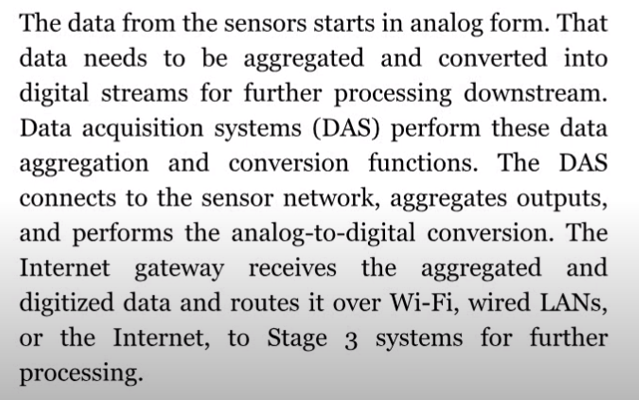 The data from the sensors starts in analog form. That
data needs to be aggregated and converted into
digital streams for further processing downstream.
Data acquisition systems (DAS) perform these data
aggregation and conversion functions. The DAS
connects to the sensor network, aggregates outputs,
and performs the analog-to-digital conversion. The
Internet gateway receives the aggregated and
digitized data and routes it over Wi-Fi, wired LANs,
or the Internet, to Stage 3 systems for further
processing.